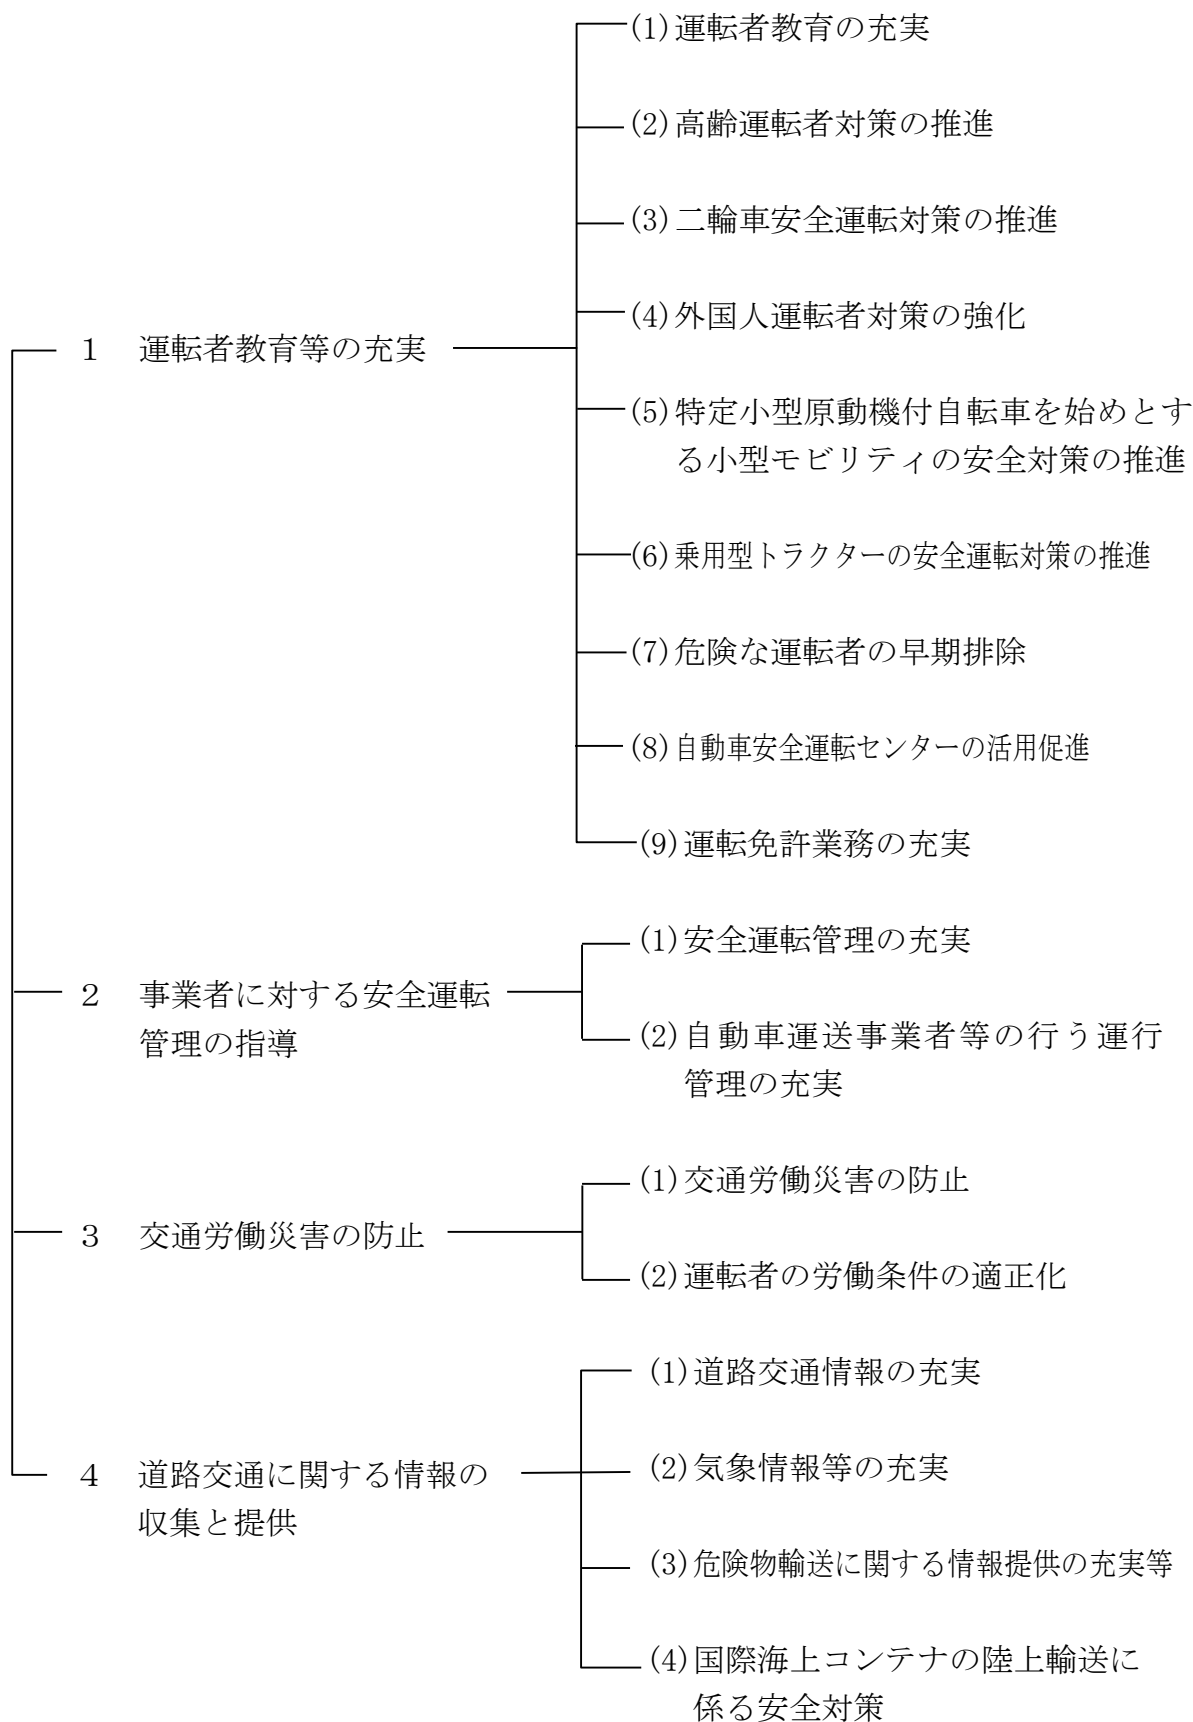 1 運転者教育等の充実
(1)運転者教育の充実
(2)高齢運転者対策の推進
(3)二輪車安全運転対策の推進
(4)外国人運転者対策の強化
(5)特定小型原動機付自転車を始めとす
る小型モビリティの安全対策の推進
(6)乗用型トラクターの安全運転対策の推進
(7)危険な運転者の早期排除
(8)自動車安全運転センターの活用促進
(9)運転免許業務の充実
2 事業者に対する安全運転
管理の指導
(1)安全運転管理の充実
(2)自動車運送事業者等の行う運行
管理の充実
3 交通労働災害の防止
(1)交通労働災害の防止
(2)運転者の労働条件の適正化
4 道路交通に関する情報の
収集と提供
(1)道路交通情報の充実
(2)気象情報等の充実
(3)危険物輸送に関する情報提供の充実等
(4)国際海上コンテナの陸上輸送に
係る安全対策